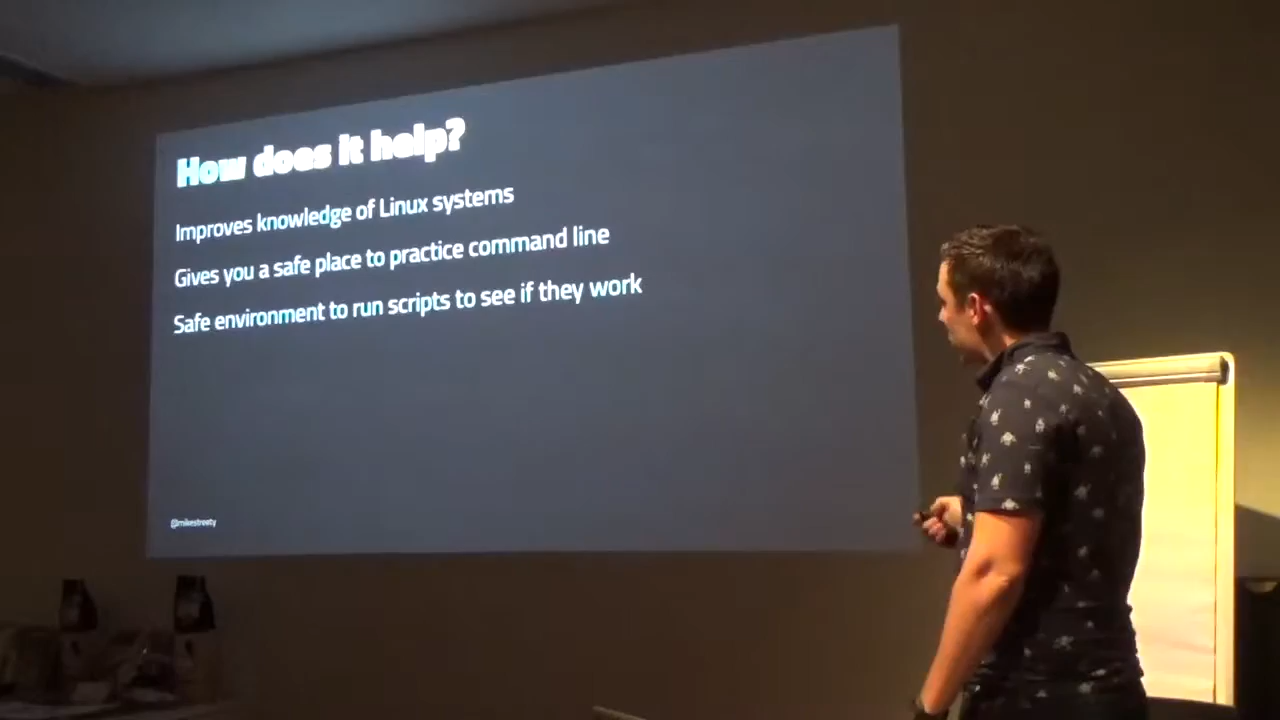 How does it help?
Improves knowledge of Linux systems
Gives you a safe place to practice command line
Safe environment to run scripts to see if they work
@mikestreety